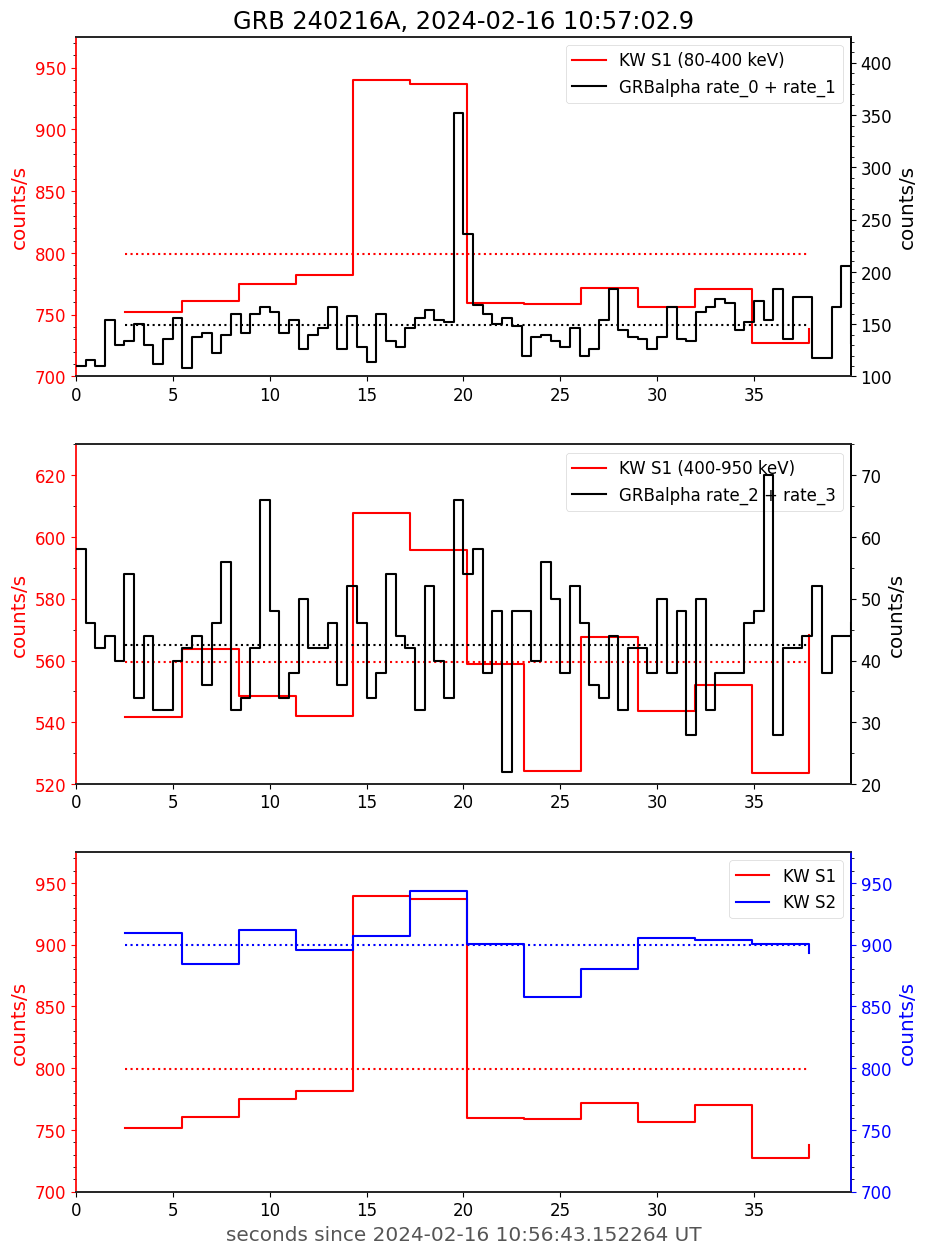 GRB 240216A, 2024-02-16 10:57:02.9
KW S1 (80-400 keV)
GRBalpha rate_0 + rate_1
950
900
850
800
750
700
counts/s
400
350
300
250
200
150
100
counts/s
0 5 10 15 20 25 30 35
KW S1 (400-950 keV)
GRBalpha rate_2 + rate_3
620
600
580
560
540
520
counts/s
70
60
50
40
30
20
counts/s
0 5 10 15 20 25 30 35
KW S1
KW S2
950
900
850
800
750
700
counts/s
950
900
850
800
750
700
counts/s
0 5 10 15 20 25 30 35
seconds since 2024-02-16 10:56:43.152264 UT